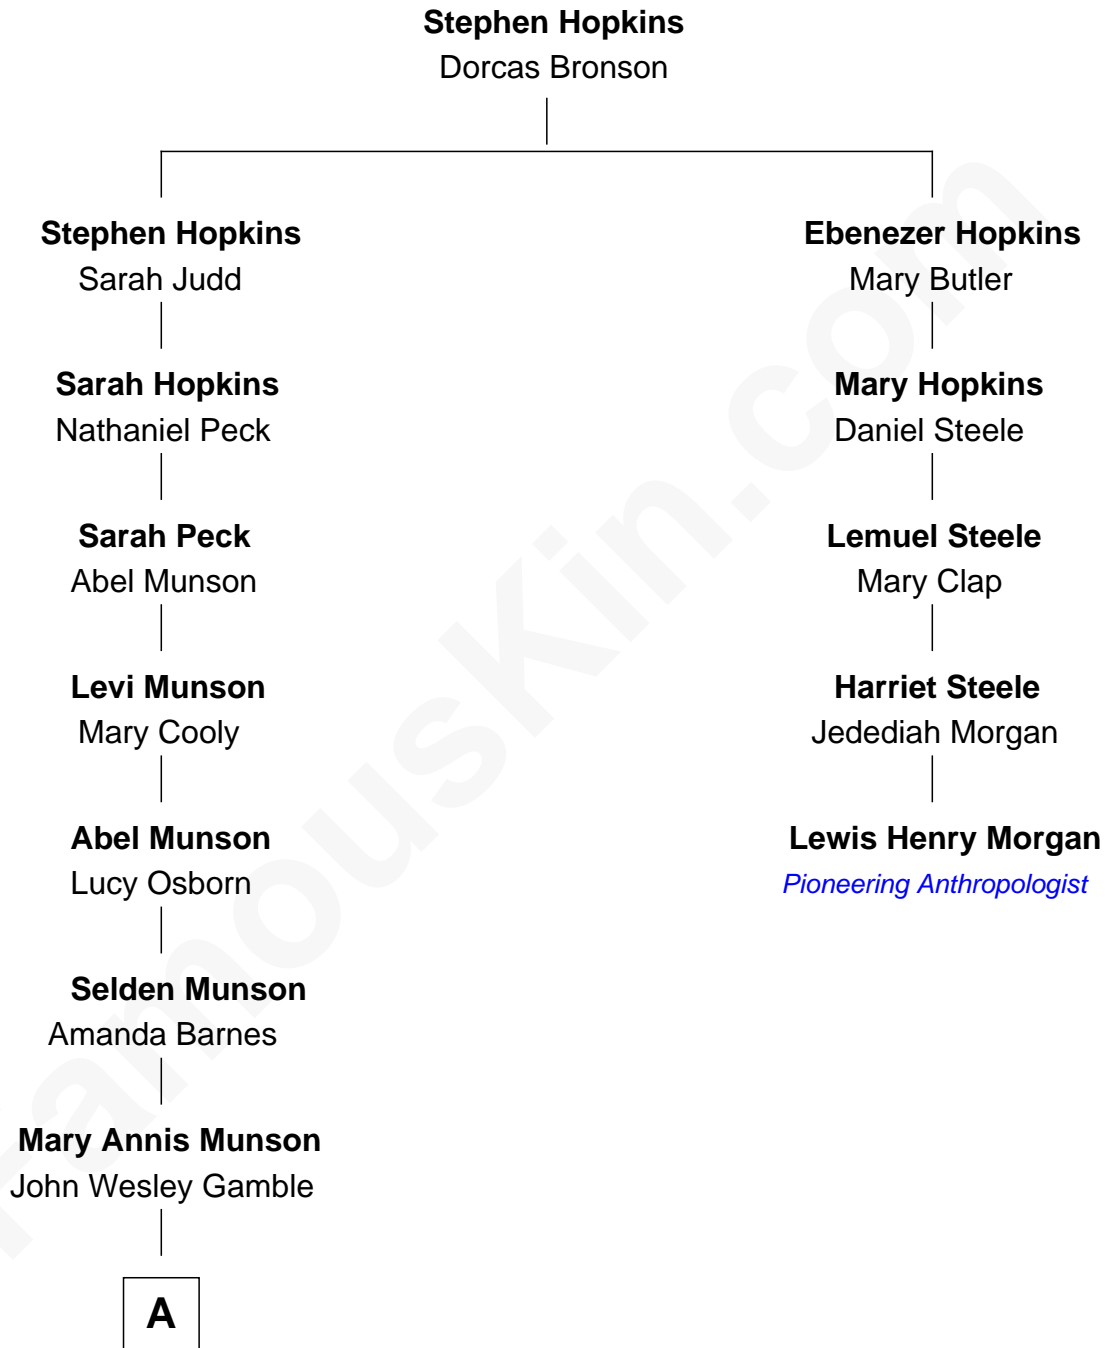 Stephen Hopkins
Dorcas Bronson
Stephen Hopkins
Sarah Judd
Sarah Hopkins
Nathaniel Peck
Sarah Peck
Abel Munson
Levi Munson
Mary Cooly
Abel Munson
Lucy Osborn
Selden Munson
Amanda Barnes
Mary Annis Munson
John Wesley Gamble
A
Ebenezer Hopkins
Mary Butler
Mary Hopkins
Daniel Steele
Lemuel Steele
Mary Clap
Harriet Steele
Jedediah Morgan
Lewis Henry Morgan
Pioneering Anthropologist
FamousKin.com